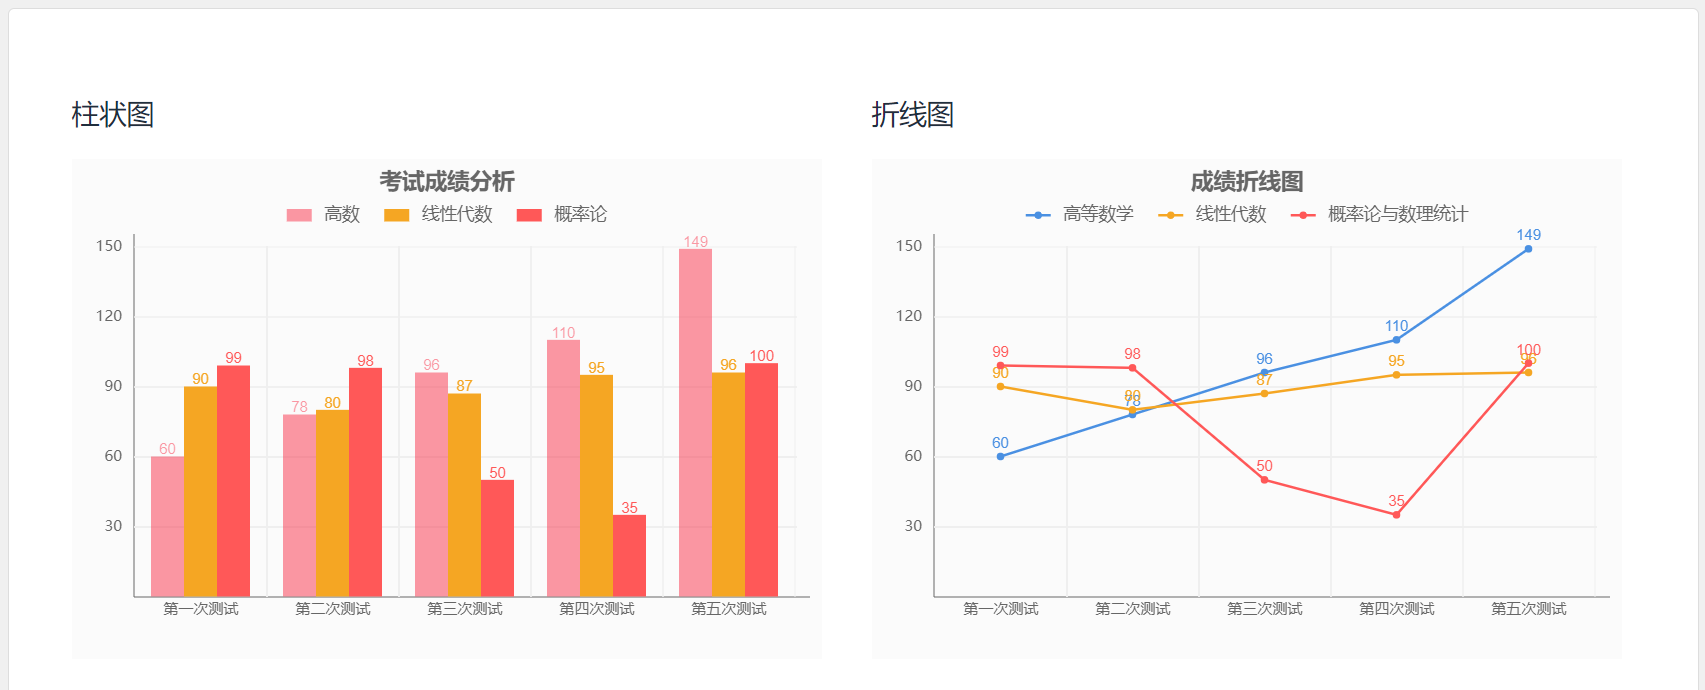 柱状图
考试成绩分析
高数 线性代数 概率论
150
120
90
60
30
60 90 99
78 80 98
96 87 50
110 95 35
149 96 100
第一次测试 第二次测试 第三次测试 第四次测试 第五次测试
折线图
成绩折线图
高等数学 线性代数 概率论与数理统计
150
120
90
60
30
99 90 60
98 80 78
96 87 50
110 95 35
149 100 96
第一次测试 第二次测试 第三次测试 第四次测试 第五次测试